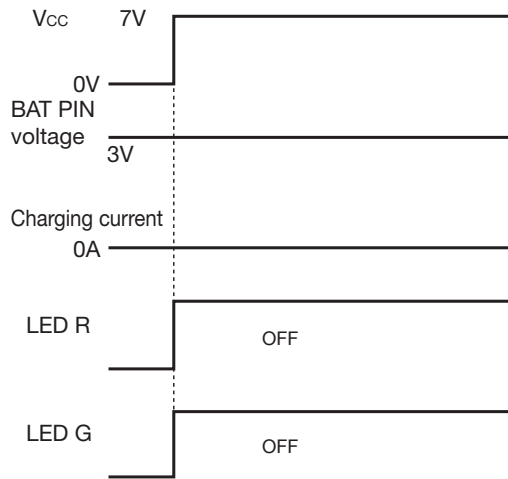 Vcc 7V
0V
BAT PIN
voltage
3V
Charging current
0A
LED R
OFF
LED G
OFF